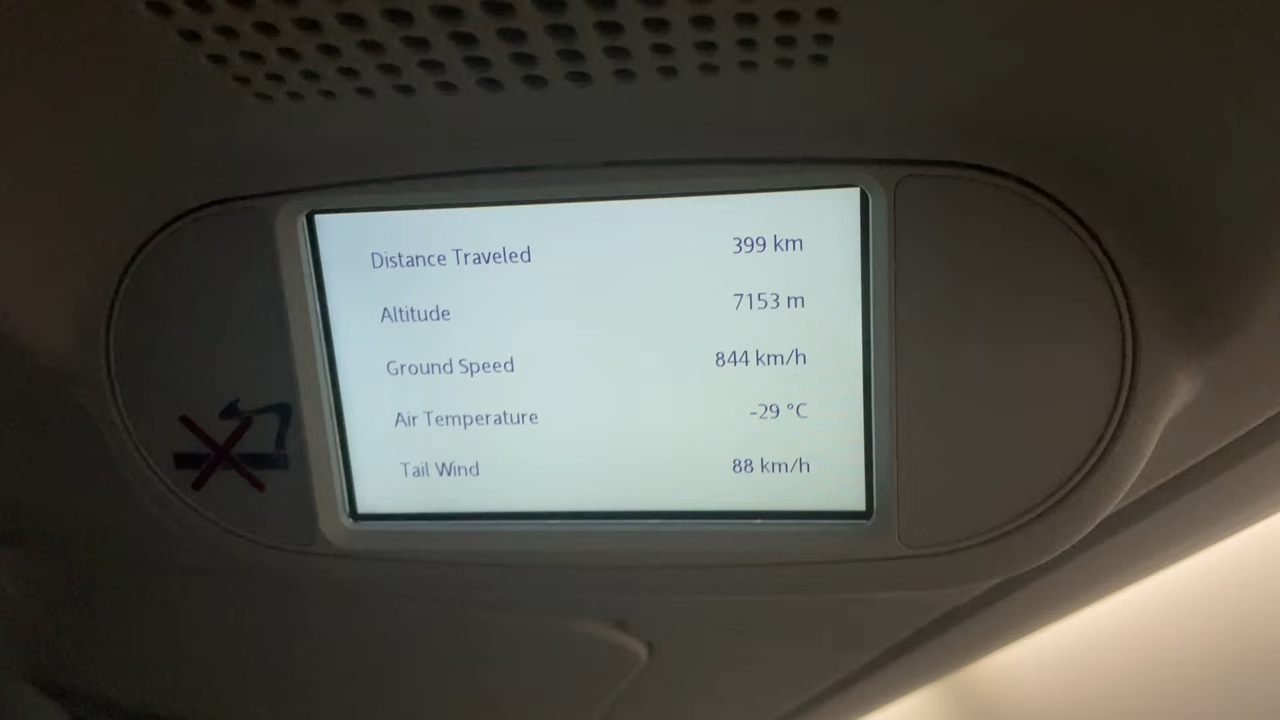 Distance Traveled 399 km
Altitude 7153 m
Ground Speed 844 km/h
Air Temperature -29 °C
Tail Wind 88 km/h